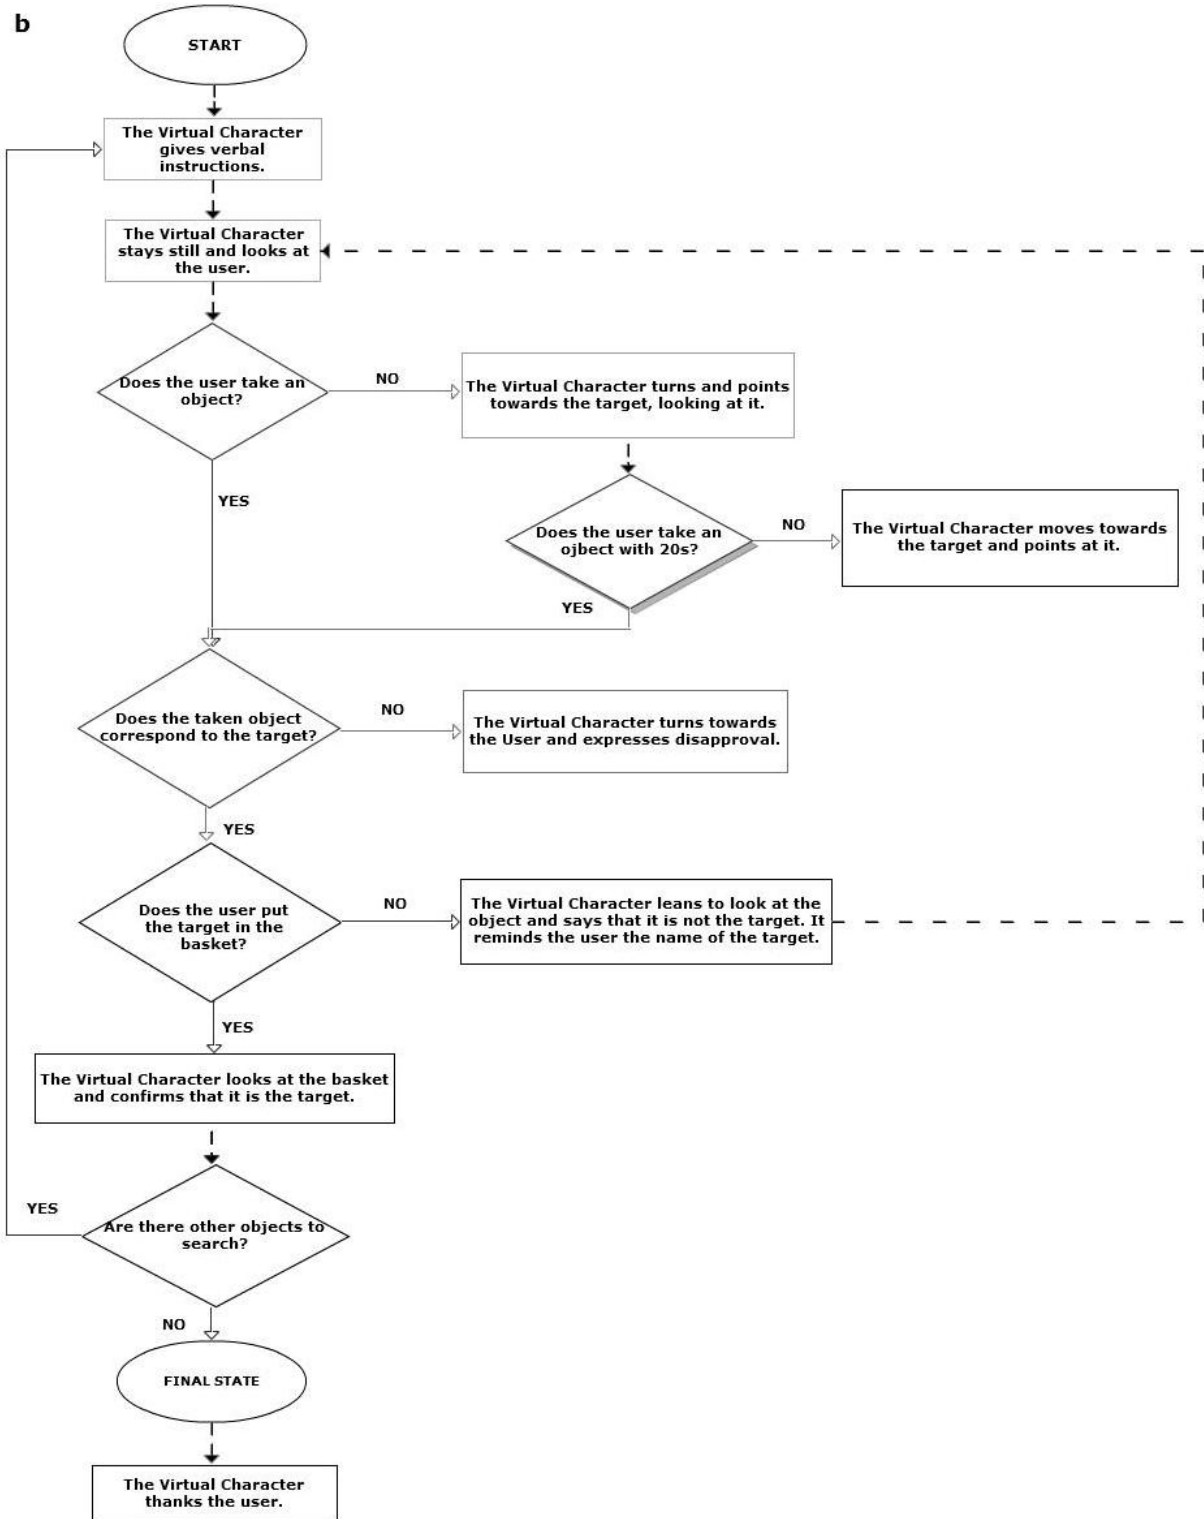 b
START
The Virtual Character
gives verbal
instructions.
The Virtual Character
stays still and looks at
the user.
Does the user take an
object?
NO
The Virtual Character turns and points
towards the target, looking at it.
YES
Does the user take an
ojbect with 20s?
NO
The Virtual Character moves towards
the target and points at it.
YES
Does the taken object
correspond to the target?
NO
The Virtual Character turns towards
the User and expresses disapproval.
YES
Does the user put
the target in the
basket?
NO
The Virtual Character leans to look at the
object and says that it is not the target. It
reminds the user the name of the target.
YES
The Virtual Character looks at the basket
and confirms that it is the target.
YES
Are there other objects to
search?
NO
FINAL STATE
The Virtual Character
thanks the user.